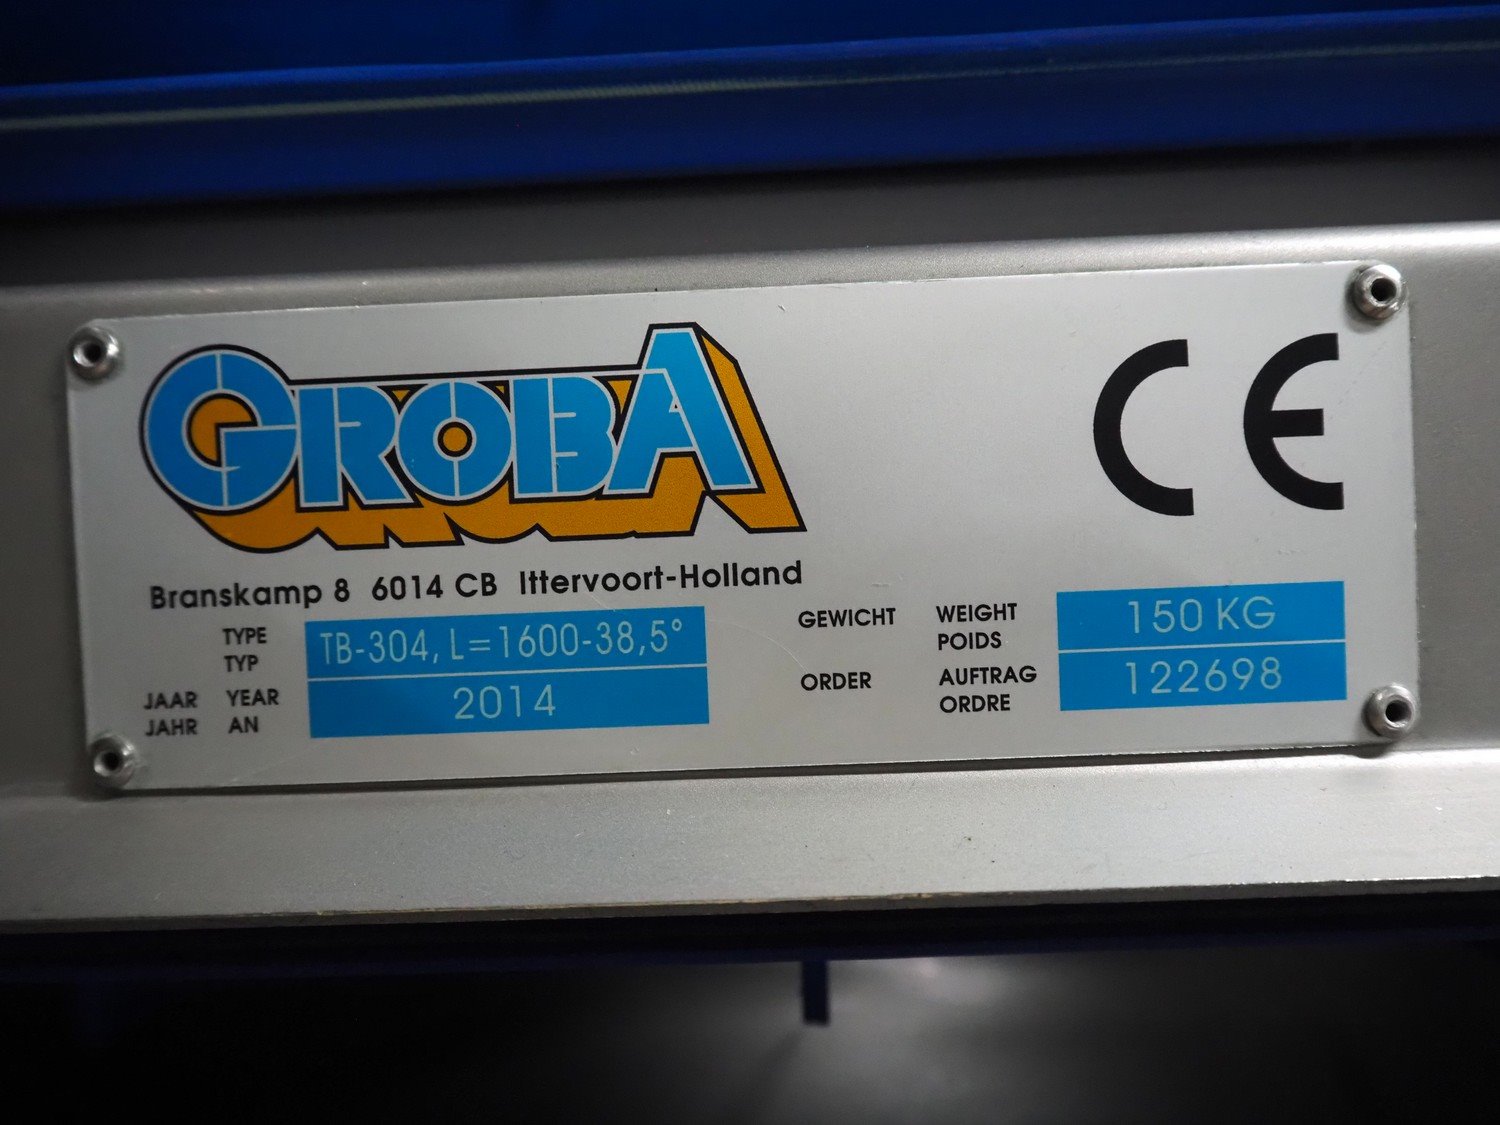 GROBA
CE
Branskamp 8 6014 CB Ittervoort-Holland
TYPE
TYP
TB-304, L=1600-38,5°
JAAR YEAR
JAHR AN
2014
GEWICHT WEIGHT
POIDS
150 KG
ORDER AUFTRAG
ORDRE
122698